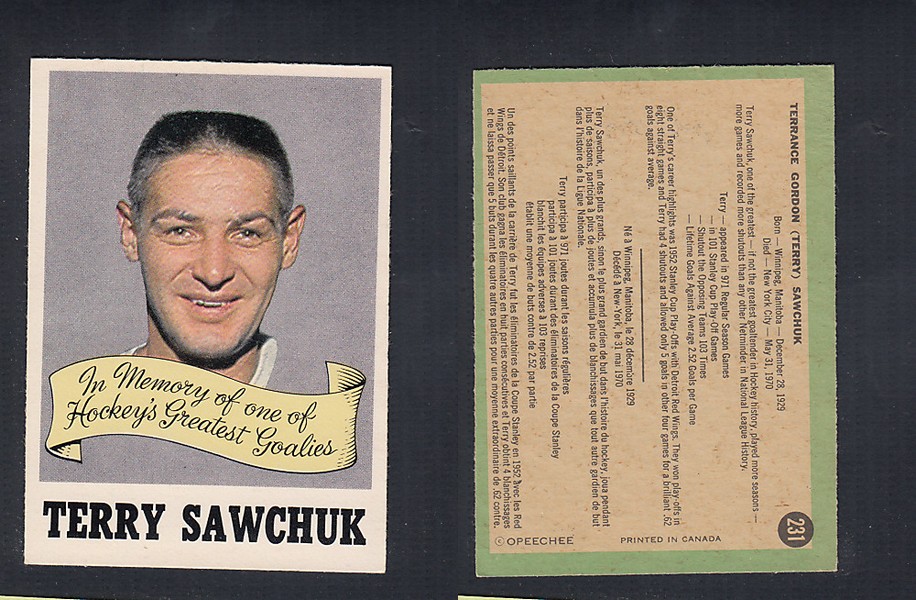 In Memory of one of
Hockey's Greatest Goalies
TERRY SAWCHUK
231
TERRANCE GORDON (TERRY) SAWCHUK
Born — Winnipeg, Manitoba — December 28, 1929
Died — New York City — May 31, 1970
Terry Sawchuk, one of the greatest — if not the greatest goaltender in Hockey history, played more seasons —
more games and recorded more shutouts than any other Netminder in National League History.
Terry — appeared in 971 Regular Season Games
— in 101 Stanley Cup Play-Off Games
— Shutout the Opposing Teams 103 Times
— Lifetime Goals Against Average 2.52 Goals per Game
One of Terry's career highlights was 1952 Stanley Cup Play-Offs with Detroit Red Wings. They won play-offs in
eight straight games and Terry had 4 shutouts and allowed only 5 goals in other four games for a brilliant .62
goals against average.
Né à Winnipeg, Manitoba, le 28 décembre 1929
Décédé à New-York, le 31 mai 1970
Terry Sawchuk, un des plus grands, sinon le plus grand gardien de but dans l'histoire du hockey, joua pendant
plus de saisons, participa à plus de joutes et accumula plus de blanchissages que tout autre gardien de but
dans l'histoire de la Ligue Nationale.
Terry participa à 971 joutes durant les saisons régulières
participa à 101 joutes durant des éliminatoires de la Coupe Stanley
blanchit les équipes adverses à 103 reprises
établit une moyenne de buts contre de 2.52 par partie
Un des points saillants de la carrière de Terry fut les éliminatoires de la Coupe Stanley en 1952 avec les Red
Wings de Détroit. Son club gagna les éliminatoires en huit parties consécutives et Terry obtint 4 blanchissages
et ne laissa passer que 5 buts durant les quatre autres parties pour une moyenne extraordinaire de .62 contre.
© OPEECHEE
PRINTED IN CANADA